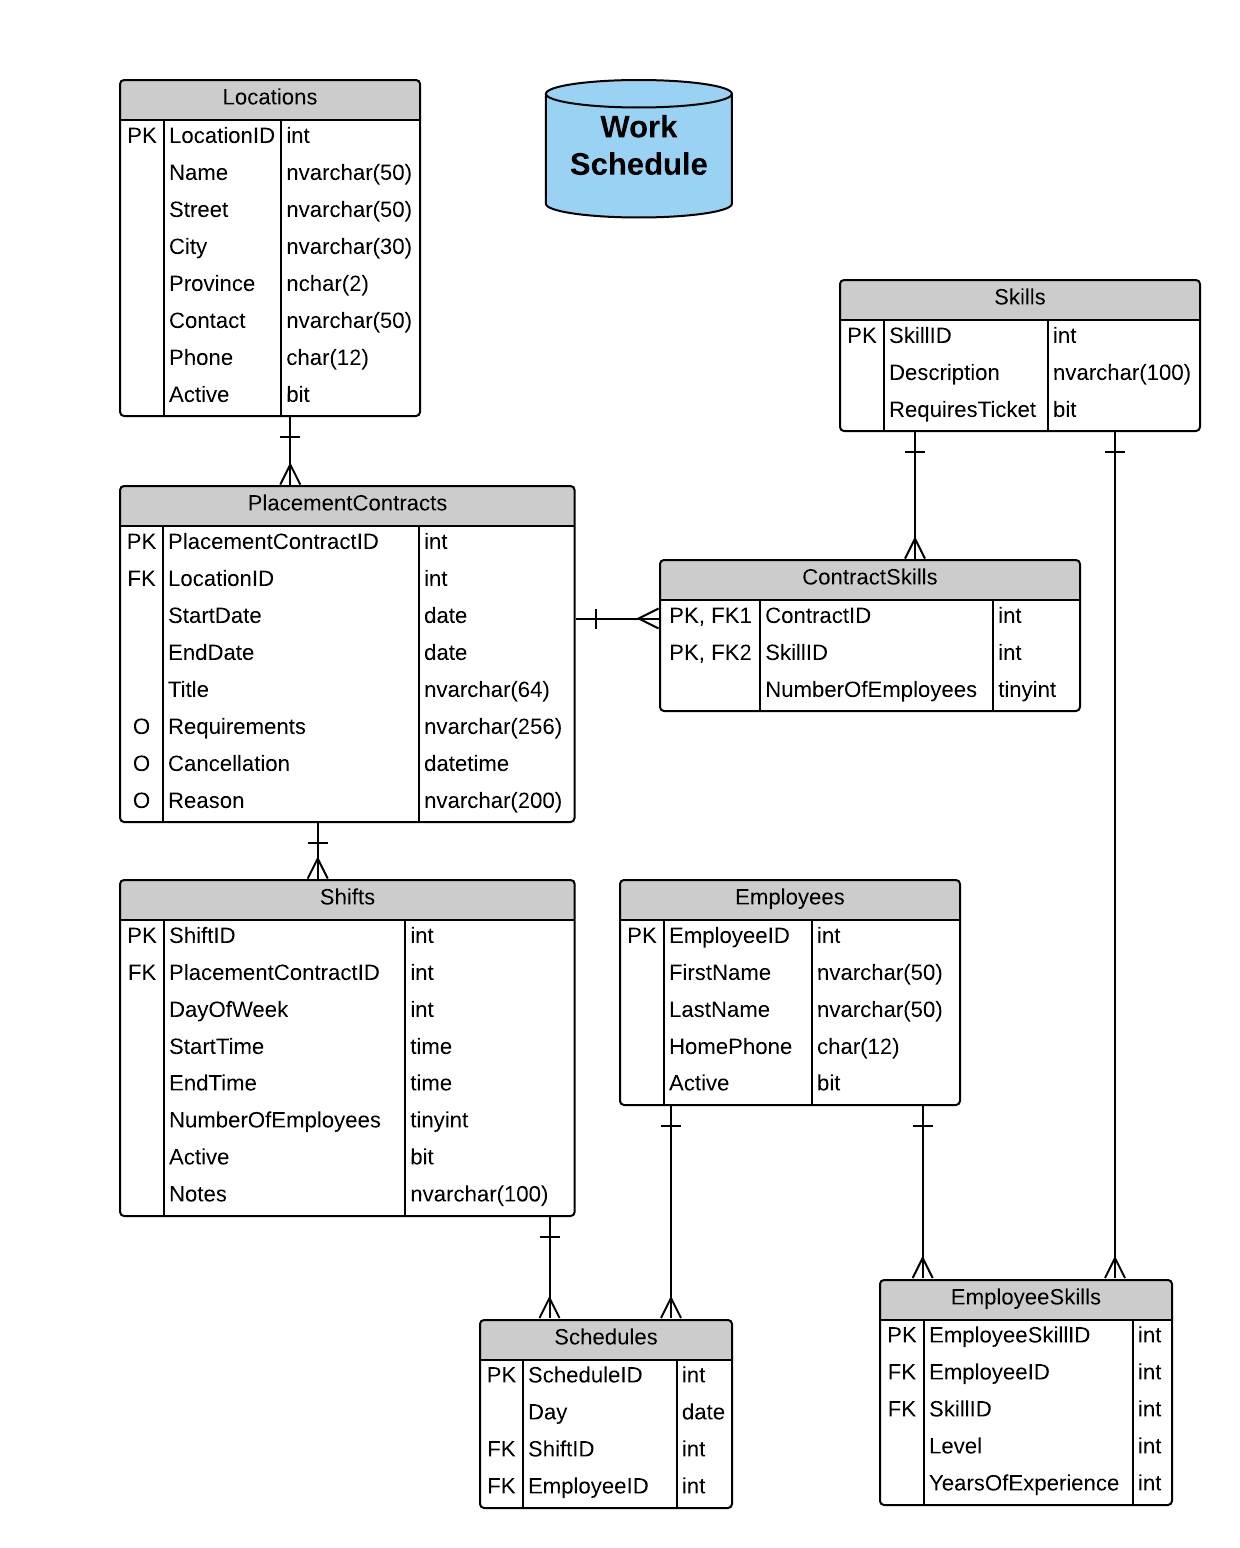 Locations
PK LocationID int
Name nvarchar(50)
Street nvarchar(50)
City nvarchar(30)
Province nchar(2)
Contact nvarchar(50)
Phone char(12)
Active bit
Work
Schedule
Skills
PK SkillID int
Description nvarchar(100)
RequiresTicket bit
PlacementContracts
PK PlacementContractID int
FK LocationID int
StartDate date
EndDate date
Title nvarchar(64)
O Requirements nvarchar(256)
O Cancellation datetime
O Reason nvarchar(200)
ContractSkills
PK, FK1 ContractID int
PK, FK2 SkillID int
NumberOfEmployees tinyint
Shifts
PK ShiftID int
FK PlacementContractID int
DayOfWeek int
StartTime time
EndTime time
NumberOfEmployees tinyint
Active bit
Notes nvarchar(100)
Employees
PK EmployeeID int
FirstName nvarchar(50)
LastName nvarchar(50)
HomePhone char(12)
Active bit
Schedules
PK ScheduleID int
Day date
FK ShiftID int
FK EmployeeID int
EmployeeSkills
PK EmployeeSkillID int
FK EmployeeID int
FK SkillID int
Level int
YearsOfExperience int